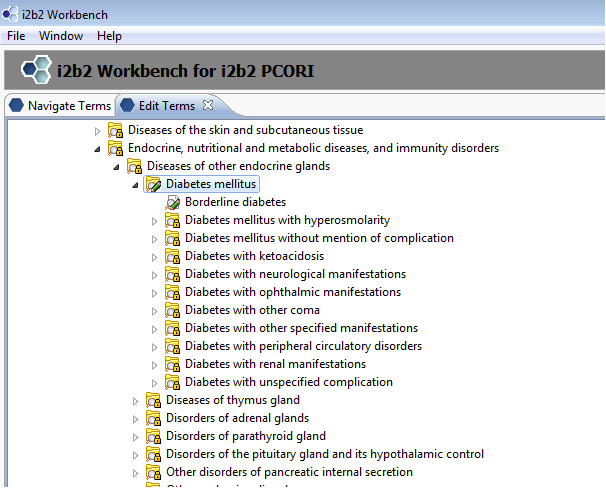 i2b2 Workbench
File Window Help
i2b2 Workbench for i2b2 PCORI
Navigate Terms Edit Terms
Diseases of the skin and subcutaneous tissue
Endocrine, nutritional and metabolic diseases, and immunity disorders
Diseases of other endocrine glands
Diabetes mellitus
Borderline diabetes
Diabetes mellitus with hyperosmolarity
Diabetes mellitus without mention of complication
Diabetes with ketoacidosis
Diabetes with neurological manifestations
Diabetes with ophthalmic manifestations
Diabetes with other coma
Diabetes with other specified manifestations
Diabetes with peripheral circulatory disorders
Diabetes with renal manifestations
Diabetes with unspecified complication
Diseases of thymus gland
Disorders of adrenal glands
Disorders of parathyroid gland
Disorders of the pituitary gland and its hypothalamic control
Other disorders of pancreatic internal secretion